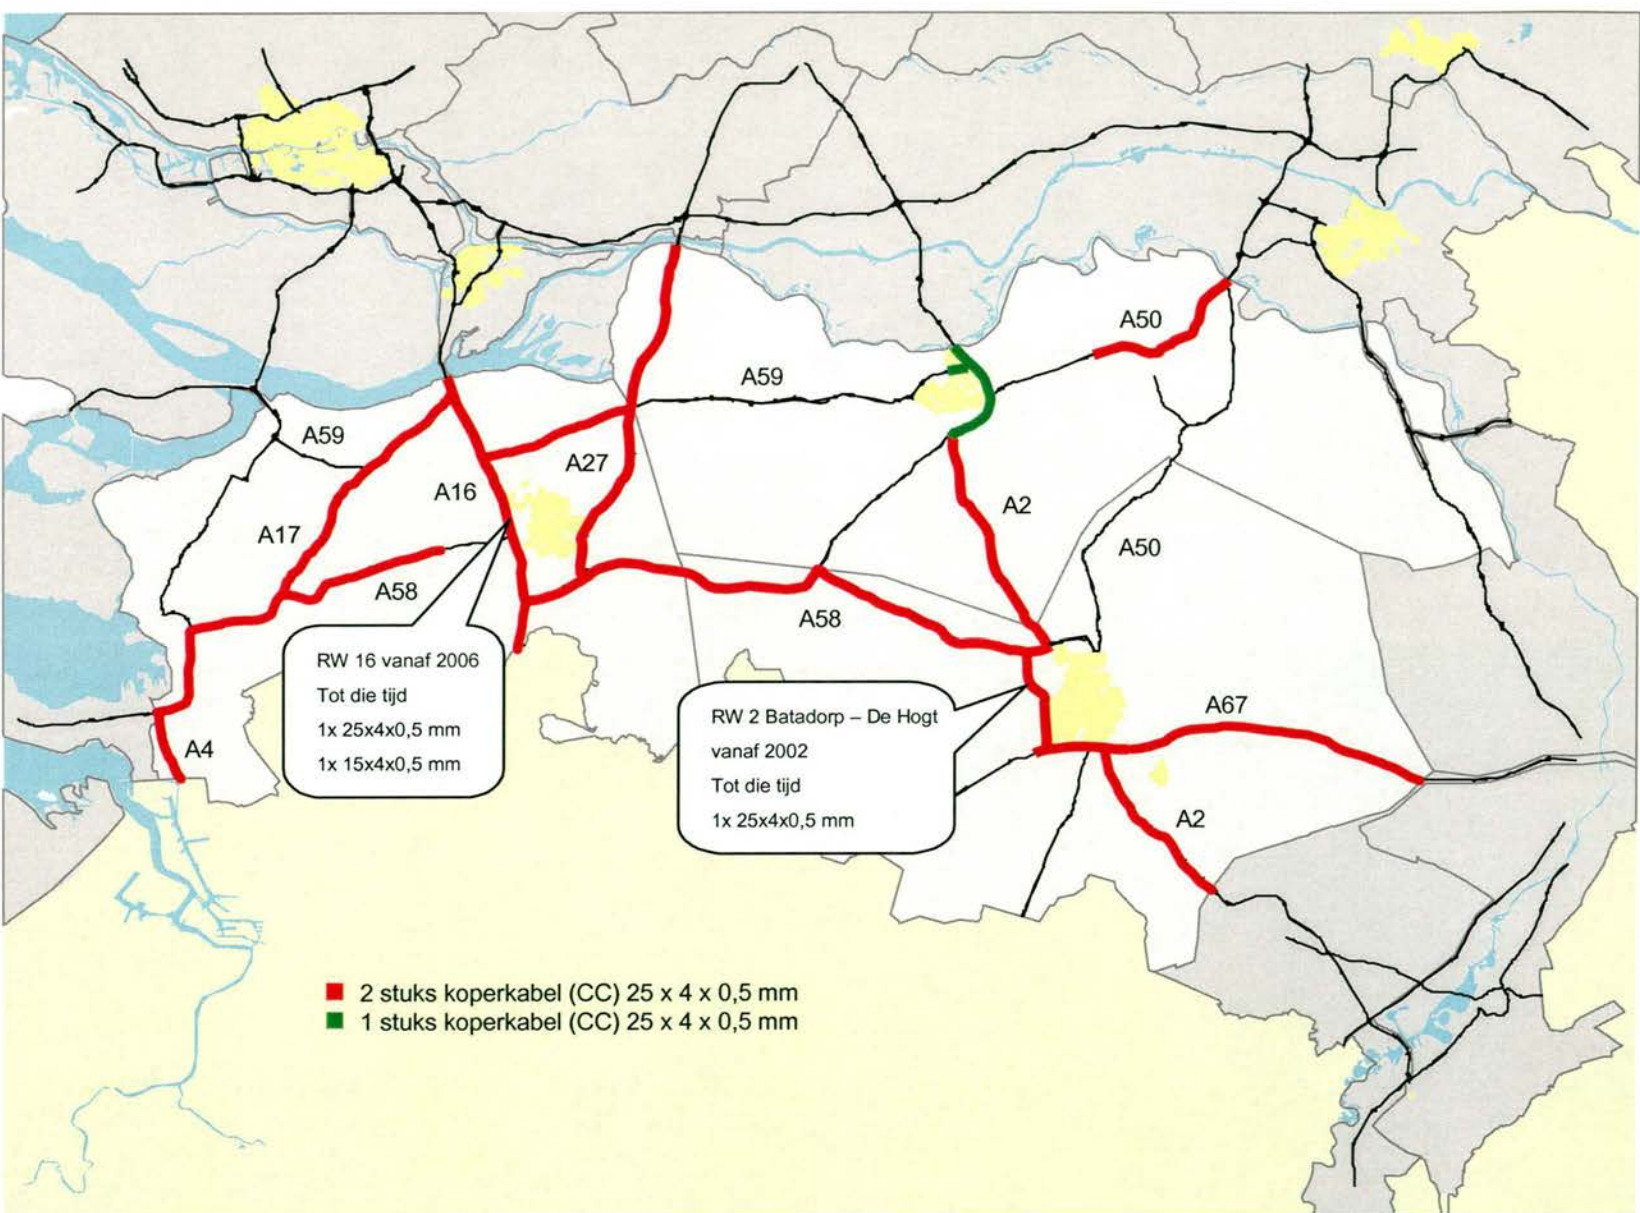 A50
A59
A59
A27
A16
A2
A17
A50
A58
A58
RW 16 vanaf 2006
Tot die tijd
1x 25x4x0,5 mm
1x 15x4x0,5 mm
RW 2 Batadorp – De Hogt
vanaf 2002
Tot die tijd
1x 25x4x0,5 mm
A67
A4
A2
2 stuks koperkabel (CC) 25 x 4 x 0,5 mm
1 stuks koperkabel (CC) 25 x 4 x 0,5 mm